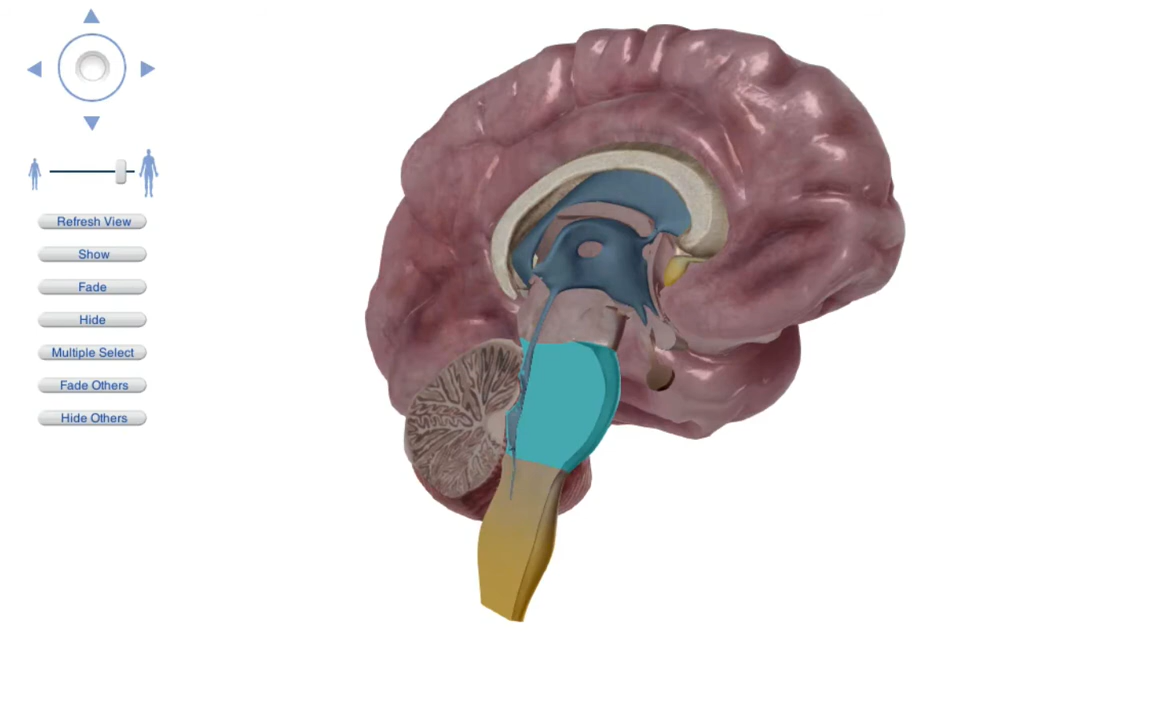 Refresh View
Show
Fade
Hide
Multiple Select
Fade Others
Hide Others